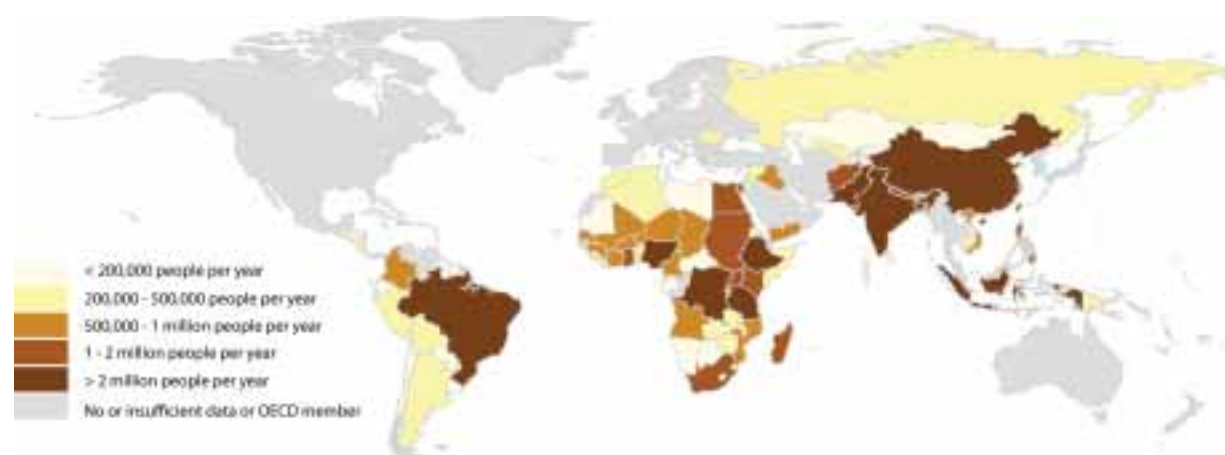 < 200,000 people per year
200,000 - 500,000 people per year
500,000 - 1 million people per year
1 - 2 million people per year
> 2 million people per year
No or insufficient data or OECD member